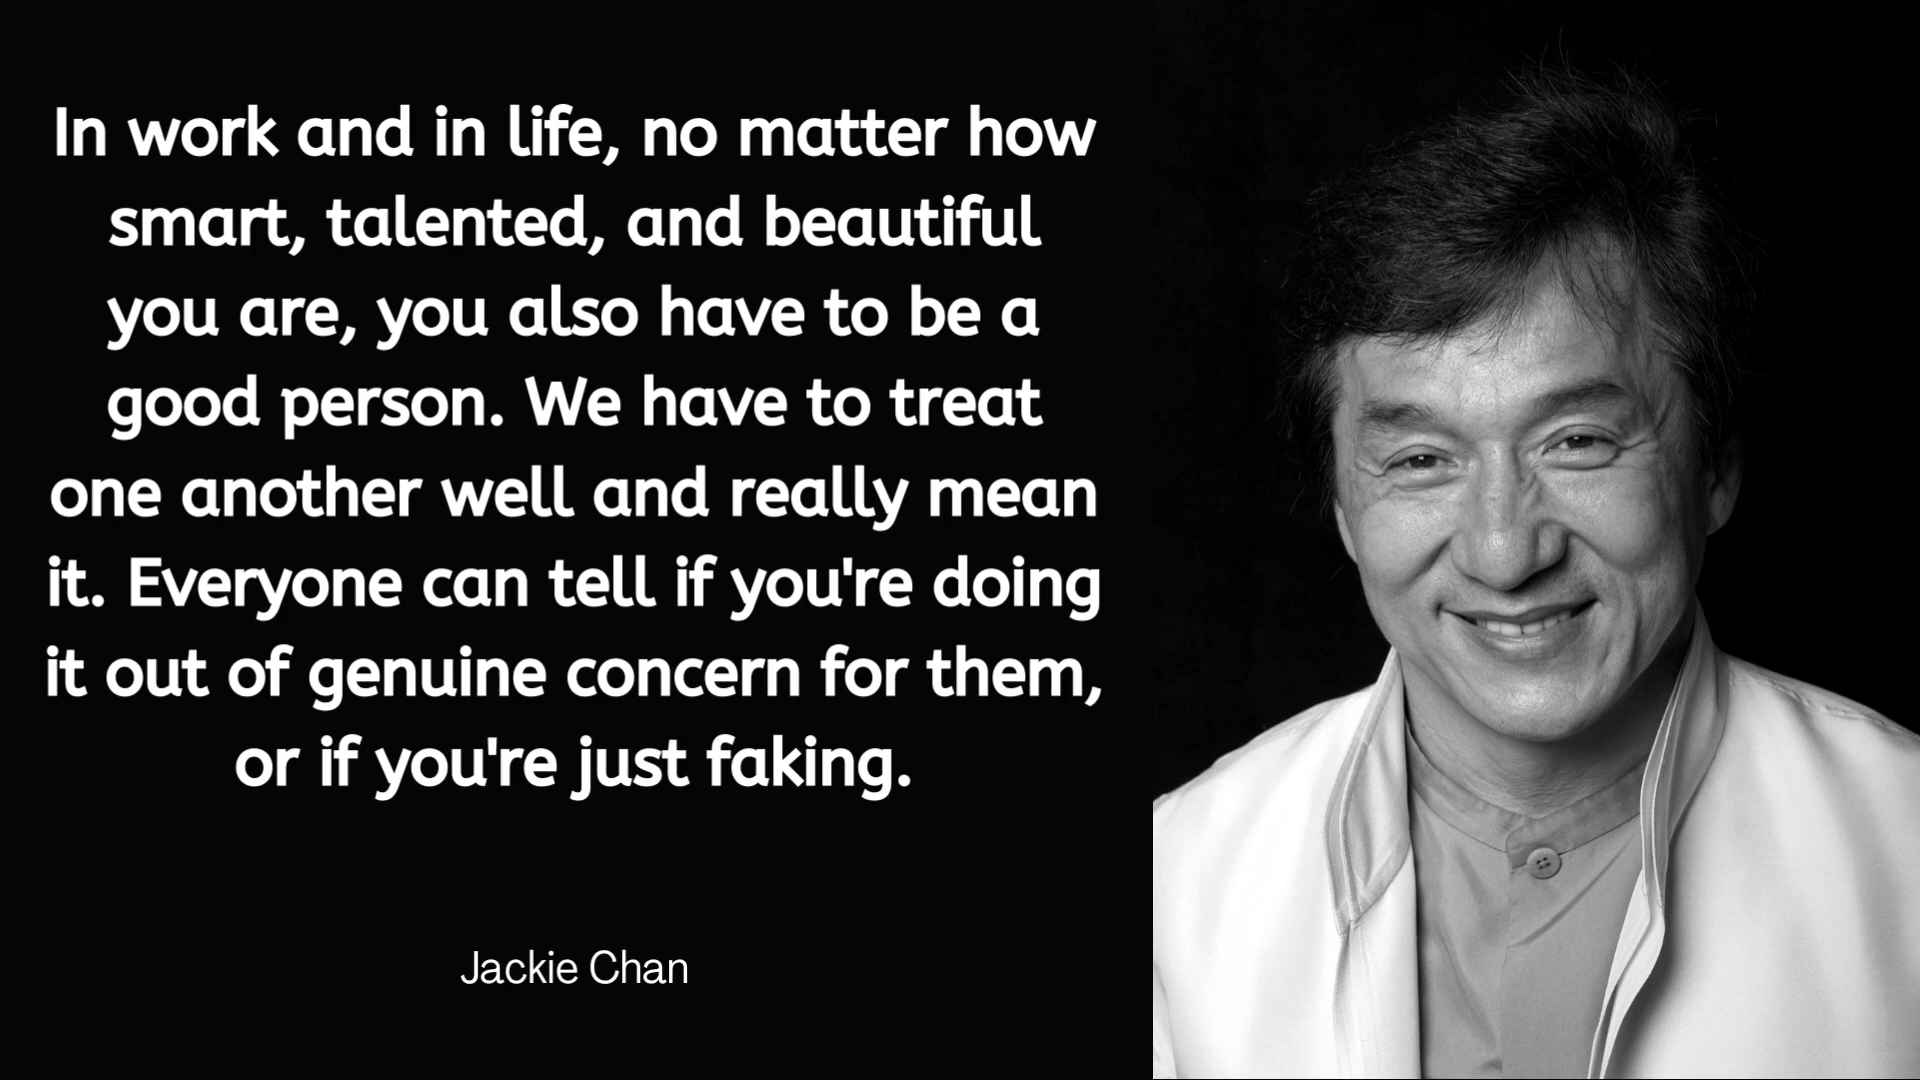 In work and in life, no matter how
smart, talented, and beautiful
you are, you also have to be a
good person. We have to treat
one another well and really mean
it. Everyone can tell if you're doing
it out of genuine concern for them,
or if you're just faking.
Jackie Chan